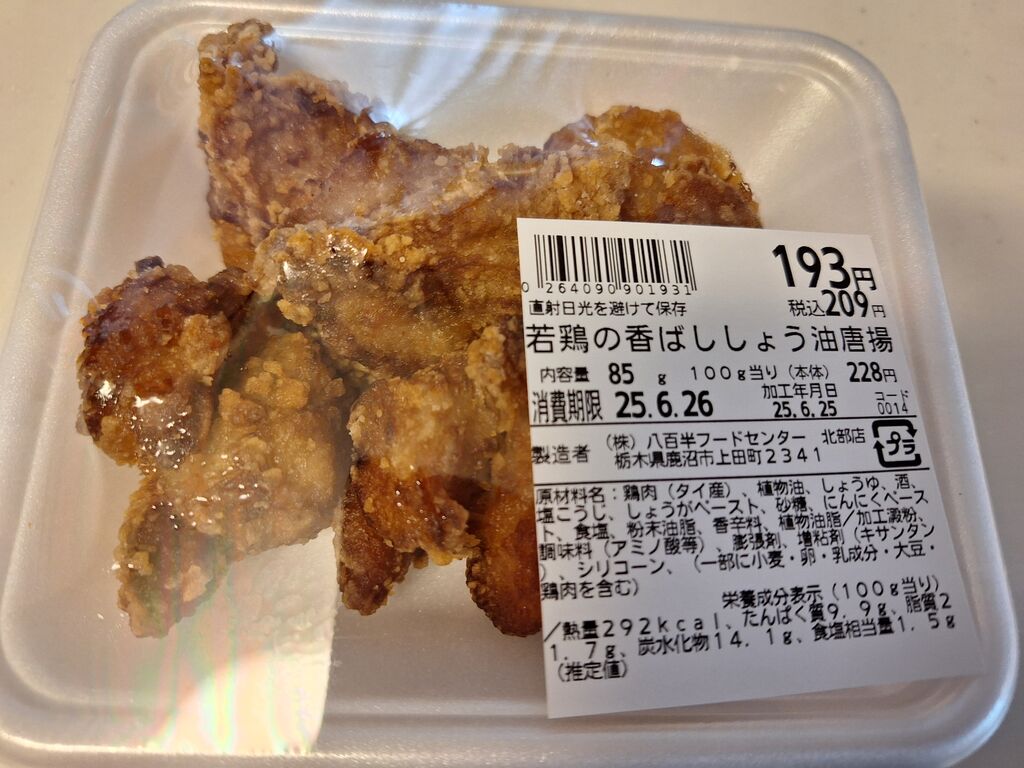 193円
0 264090 901931
税込209円
直射日光を避けて保存
若鶏の香ばししょう油唐揚
内容量 85 g 100g当り（本体） 228円
消費期限 25.6.26 加工年月日 25.6.25 コード 0014
製造者 （株）八百半フードセンター 北部店
栃木県鹿沼市上田町2341
プラ
原材料名：鶏肉（タイ産）、植物油、しょうゆ、酒、
塩こうじ、しょうがペースト、砂糖、にんにくペース
ト、食塩、粉末油脂、香辛料、植物油脂／加工澱粉、
調味料（アミノ酸等）、膨張剤、増粘剤（キサンタン
）、シリコーン、（一部に小麦・卵・乳成分・大豆・
鶏肉を含む）
栄養成分表示（100g当り）
／熱量292kcal、たんぱく質9.9g、脂質2
1.7g、炭水化物14.1g、食塩相当量1.5g
（推定値）